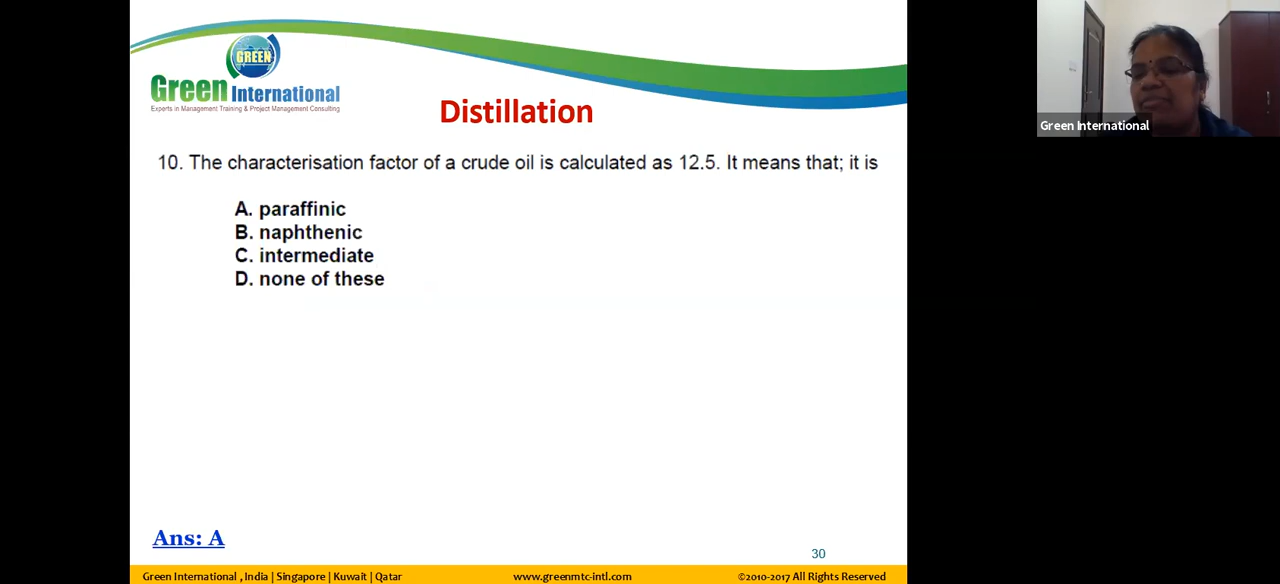 GREEN
Green International
Experts in Management Training & Project Management Consulting
Distillation
10. The characterisation factor of a crude oil is calculated as 12.5. It means that; it is
A. paraffinic
B. naphthenic
C. intermediate
D. none of these
Ans: A
30
Green International , India | Singapore | Kuwait | Qatar www.greenmtc-intl.com ©2010-2017 All Rights Reserved
Green International